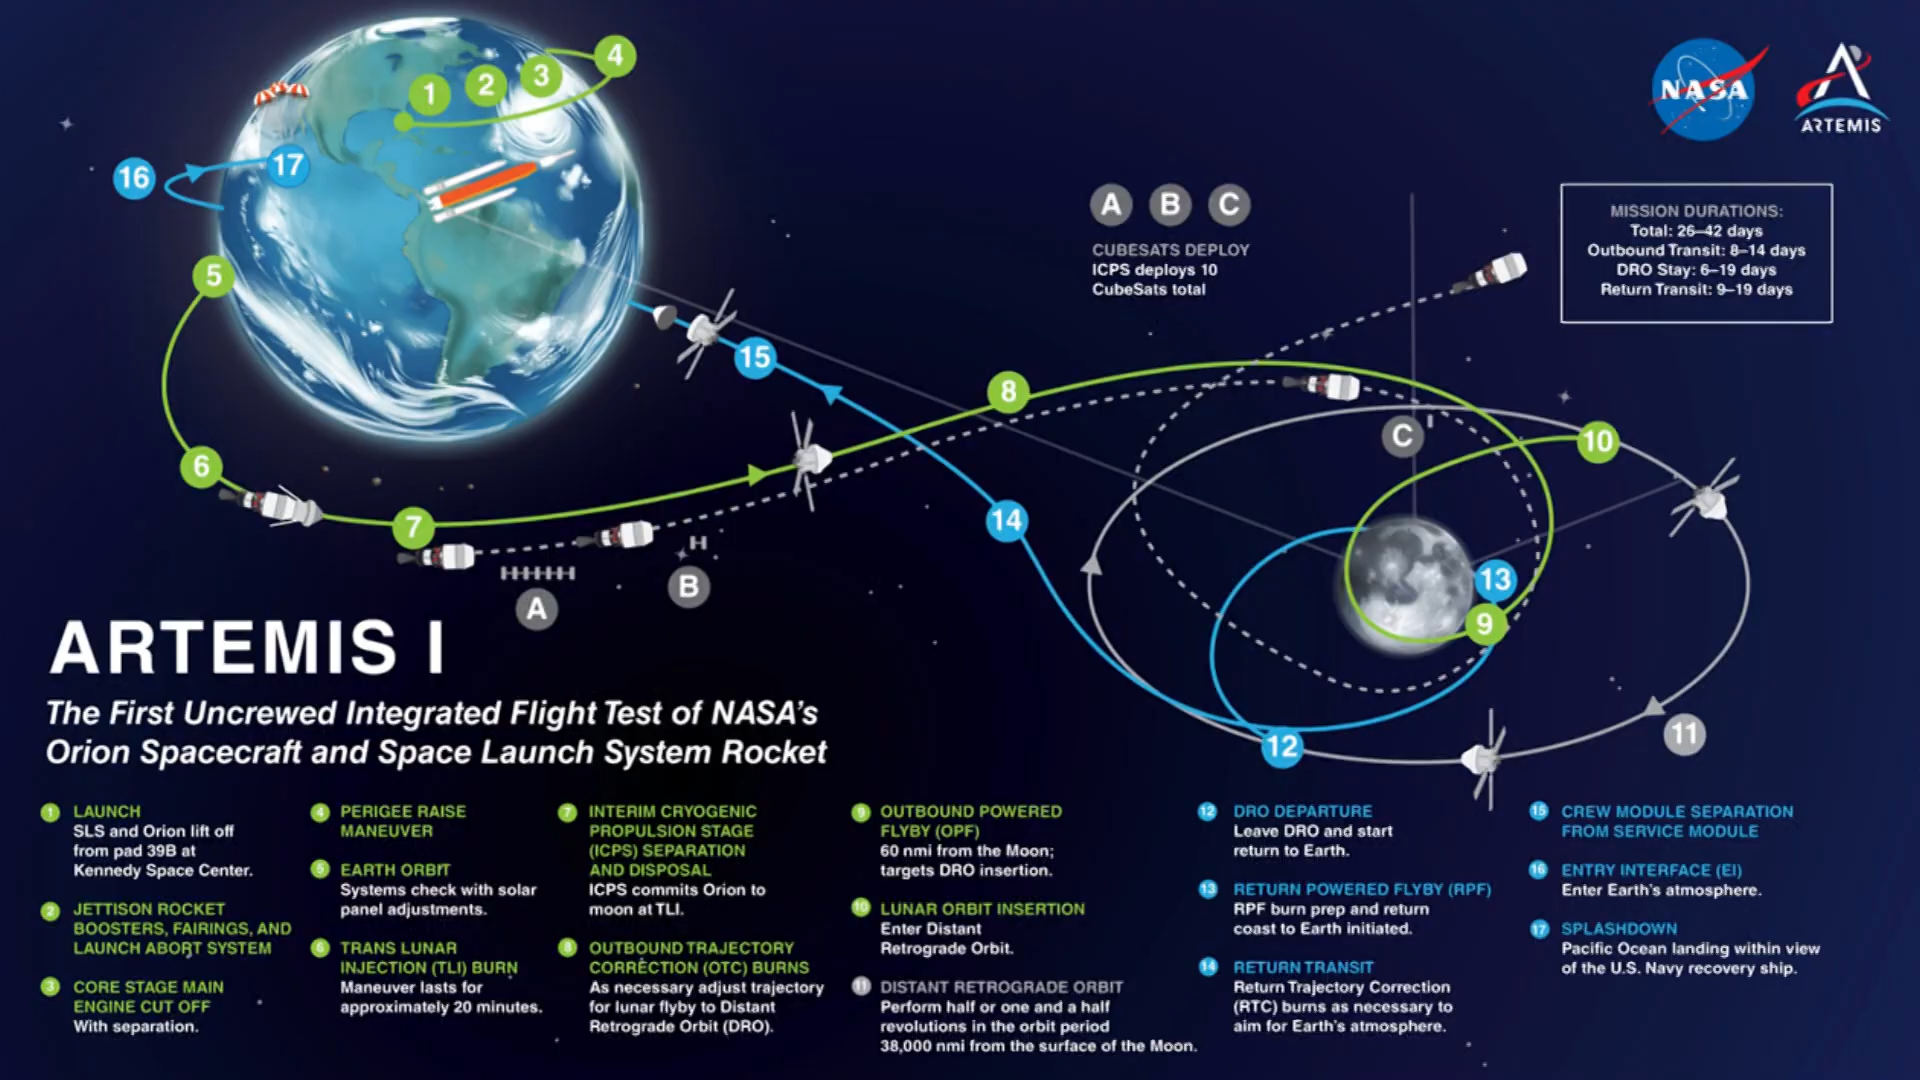 4
3
2
1
NASA
ARTEMIS
17
16
A B C
CUBESATS DEPLOY
ICPS deploys 10
CubeSats total
MISSION DURATIONS:
Total: 26–42 days
Outbound Transit: 8–14 days
DRO Stay: 6–19 days
Return Transit: 9–19 days
5
15
8
C
10
6
7
14
13
A
B
9
12
11
ARTEMIS I
The First Uncrewed Integrated Flight Test of NASA's
Orion Spacecraft and Space Launch System Rocket
1 LAUNCH
SLS and Orion lift off
from pad 39B at
Kennedy Space Center.
2 JETTISON ROCKET
BOOSTERS, FAIRINGS, AND
LAUNCH ABORT SYSTEM
3 CORE STAGE MAIN
ENGINE CUT OFF
With separation.
4 PERIGEE RAISE
MANEUVER
5 EARTH ORBIT
Systems check with solar
panel adjustments.
6 TRANS LUNAR
INJECTION (TLI) BURN
Maneuver lasts for
approximately 20 minutes.
7 INTERIM CRYOGENIC
PROPULSION STAGE
(ICPS) SEPARATION
AND DISPOSAL
ICPS commits Orion to
moon at TLI.
8 OUTBOUND TRAJECTORY
CORRECTION (OTC) BURNS
As necessary adjust trajectory
for lunar flyby to Distant
Retrograde Orbit (DRO).
9 OUTBOUND POWERED
FLYBY (OPF)
60 nmi from the Moon;
targets DRO insertion.
10 LUNAR ORBIT INSERTION
Enter Distant
Retrograde Orbit.
11 DISTANT RETROGRADE ORBIT
Perform half or one and a half
revolutions in the orbit period
38,000 nmi from the surface of the Moon.
12 DRO DEPARTURE
Leave DRO and start
return to Earth.
13 RETURN POWERED FLYBY (RPF)
RPF burn prep and return
coast to Earth initiated.
14 RETURN TRANSIT
Return Trajectory Correction
(RTC) burns as necessary to
aim for Earth's atmosphere.
15 CREW MODULE SEPARATION
FROM SERVICE MODULE
16 ENTRY INTERFACE (EI)
Enter Earth's atmosphere.
17 SPLASHDOWN
Pacific Ocean landing within view
of the U.S. Navy recovery ship.